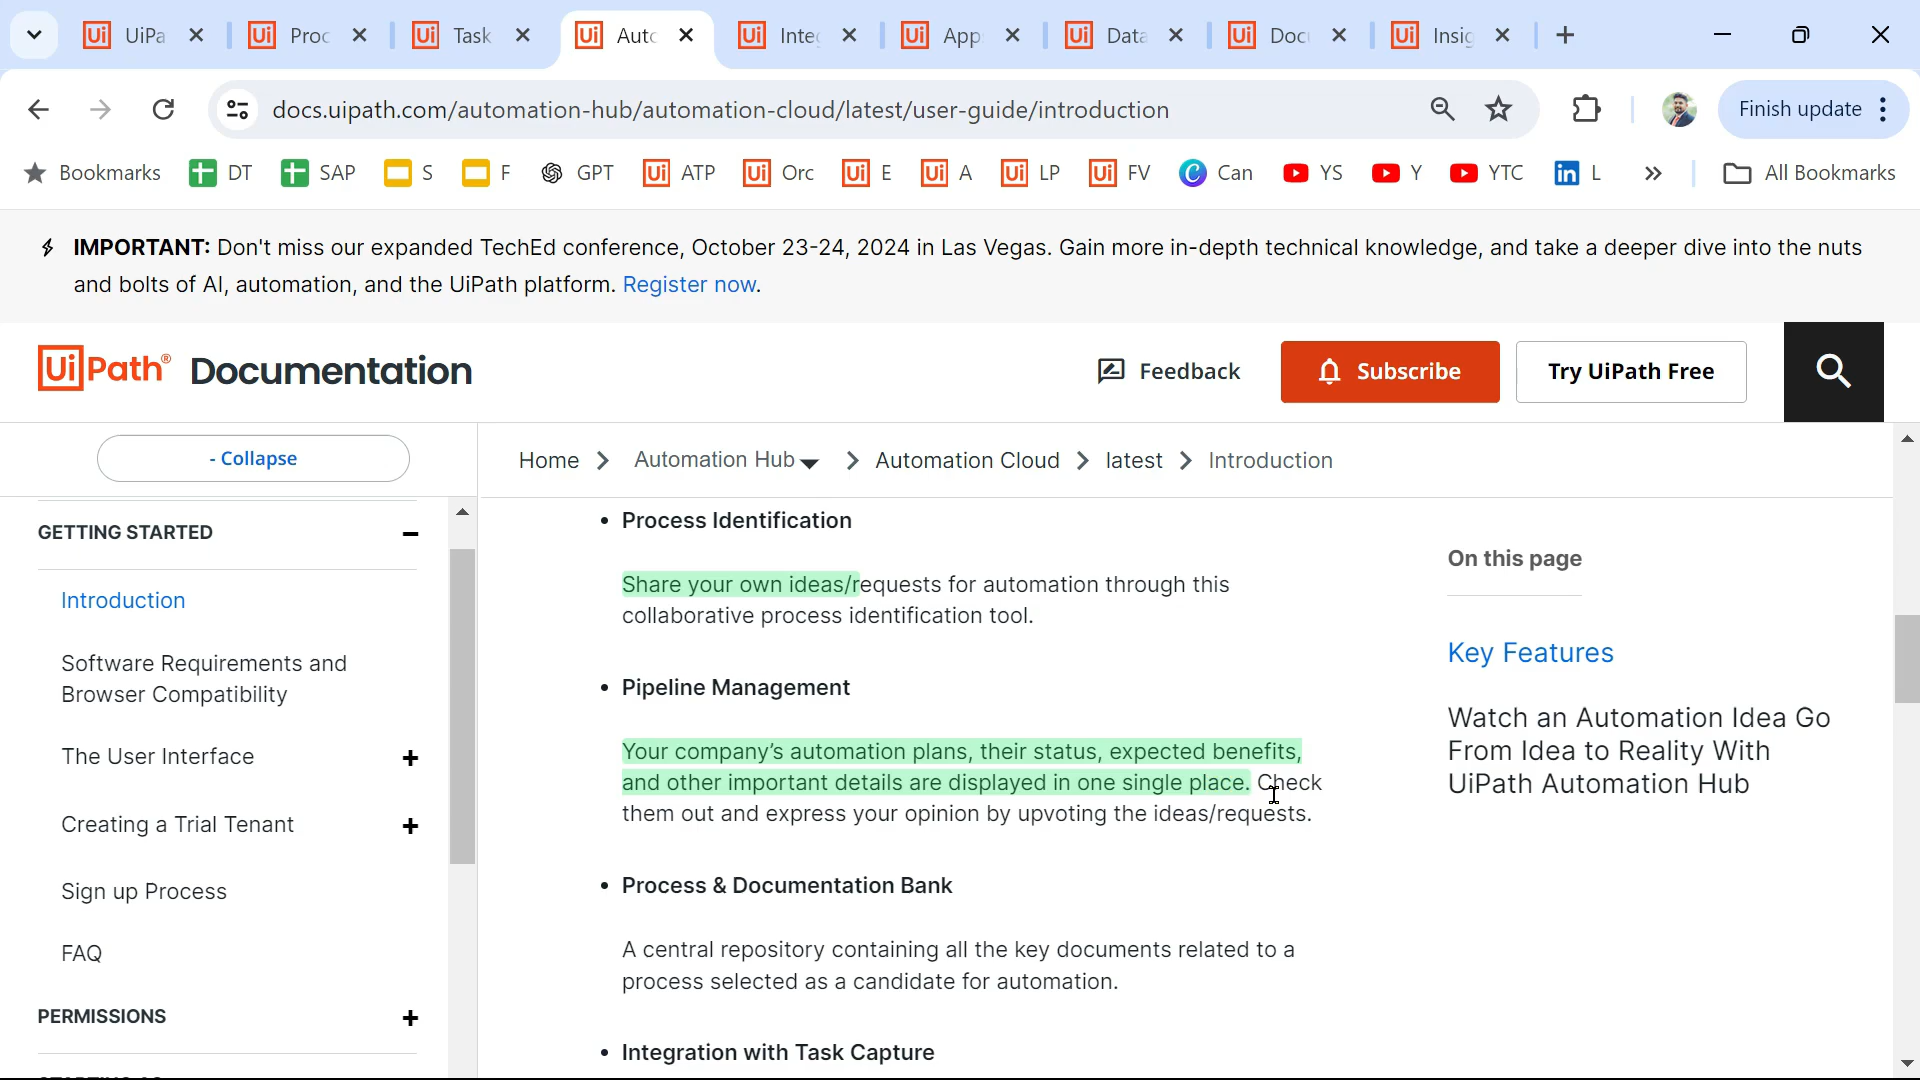 UiPa
Proc
Task
Auto
Inte
App
Data
Doc
Insig
docs.uipath.com/automation-hub/automation-cloud/latest/user-guide/introduction
Finish update
Bookmarks
DT
SAP
S
F
GPT
ATP
Orc
E
A
LP
FV
Can
YS
Y
YTC
L
All Bookmarks
IMPORTANT: Don't miss our expanded TechEd conference, October 23-24, 2024 in Las Vegas. Gain more in-depth technical knowledge, and take a deeper dive into the nuts
and bolts of AI, automation, and the UiPath platform. Register now.
UiPath® Documentation
Feedback
Subscribe
Try UiPath Free
- Collapse
Home > Automation Hub > Automation Cloud > latest > Introduction
GETTING STARTED
Introduction
Software Requirements and
Browser Compatibility
The User Interface
Creating a Trial Tenant
Sign up Process
FAQ
PERMISSIONS
• Process Identification
Share your own ideas/requests for automation through this
collaborative process identification tool.
• Pipeline Management
Your company’s automation plans, their status, expected benefits,
and other important details are displayed in one single place. Check
them out and express your opinion by upvoting the ideas/requests.
• Process & Documentation Bank
A central repository containing all the key documents related to a
process selected as a candidate for automation.
• Integration with Task Capture
On this page
Key Features
Watch an Automation Idea Go
From Idea to Reality With
UiPath Automation Hub